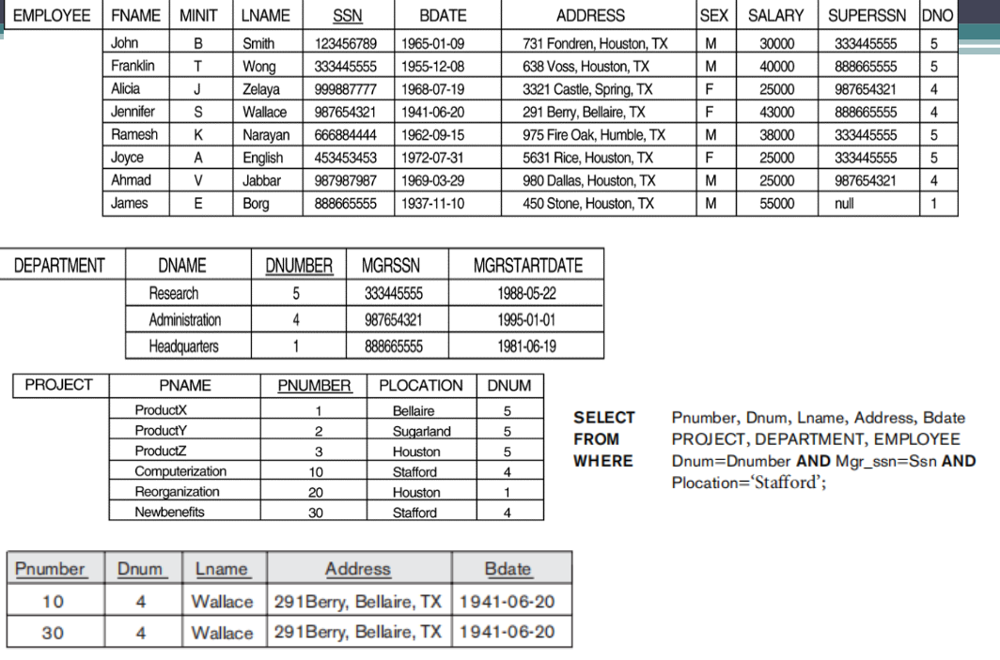 EMPLOYEE FNAME MINIT LNAME SSN BDATE ADDRESS SEX SALARY SUPERSSN DNO
John B Smith 123456789 1965-01-09 731 Fondren, Houston, TX M 30000 333445555 5
Franklin T Wong 333445555 1955-12-08 638 Voss, Houston, TX M 40000 888665555 5
Alicia J Zelaya 999887777 1968-07-19 3321 Castle, Spring, TX F 25000 987654321 4
Jennifer S Wallace 987654321 1941-06-20 291 Berry, Bellaire, TX F 43000 888665555 4
Ramesh K Narayan 666884444 1962-09-15 975 Fire Oak, Humble, TX M 38000 333445555 5
Joyce A English 453453453 1972-07-31 5631 Rice, Houston, TX F 25000 333445555 5
Ahmad V Jabbar 987987987 1969-03-29 980 Dallas, Houston, TX M 25000 987654321 4
James E Borg 888665555 1937-11-10 450 Stone, Houston, TX M 55000 null 1
DEPARTMENT DNAME DNUMBER MGRSSN MGRSTARTDATE
Research 5 333445555 1988-05-22
Administration 4 987654321 1995-01-01
Headquarters 1 888665555 1981-06-19
PROJECT PNAME PNUMBER PLOCATION DNUM
ProductX 1 Bellaire 5
ProductY 2 Sugarland 5
ProductZ 3 Houston 5
Computerization 10 Stafford 4
Reorganization 20 Houston 1
Newbenefits 30 Stafford 4
SELECT Pnumber, Dnum, Lname, Address, Bdate
FROM PROJECT, DEPARTMENT, EMPLOYEE
WHERE Dnum=Dnumber AND Mgr_ssn=Ssn AND
Plocation=‘Stafford’;
Pnumber Dnum Lname Address Bdate
10 4 Wallace 291Berry, Bellaire, TX 1941-06-20
30 4 Wallace 291Berry, Bellaire, TX 1941-06-20